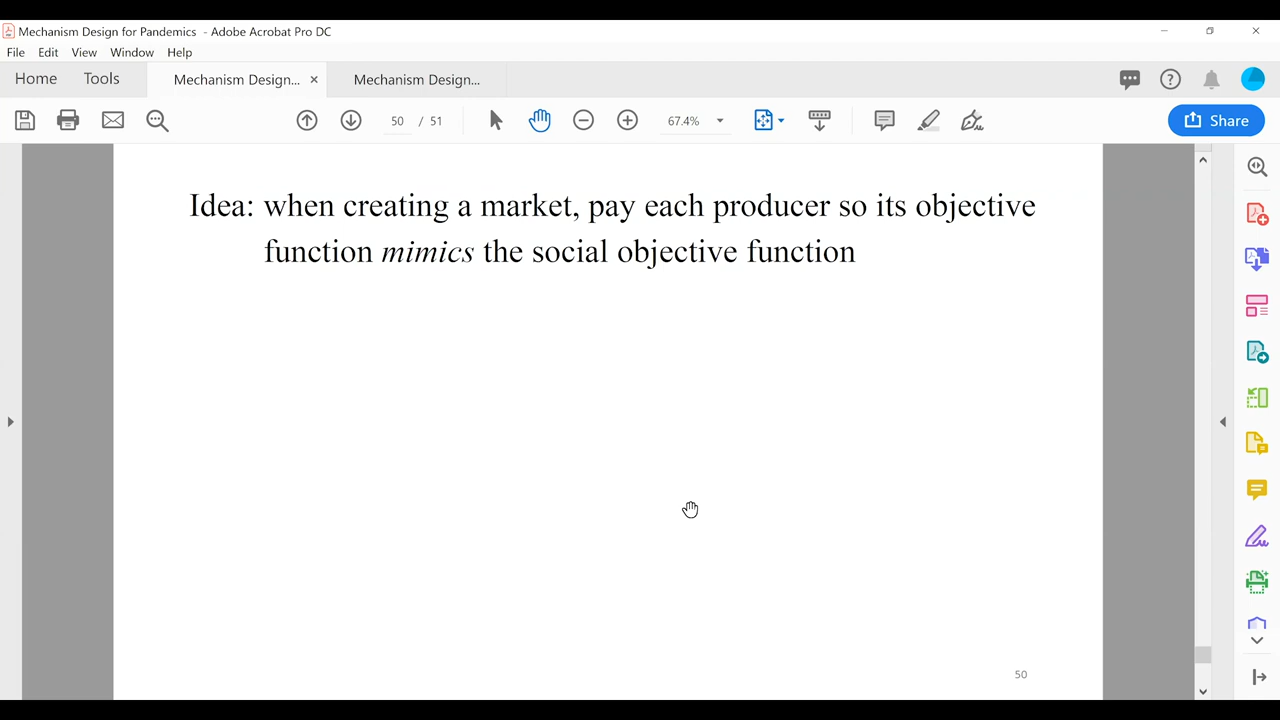 Mechanism Design for Pandemics - Adobe Acrobat Pro DC
File Edit View Window Help
Home Tools Mechanism Design... × Mechanism Design...
50 / 51 67.4% Share
Idea: when creating a market, pay each producer so its objective
function mimics the social objective function
50